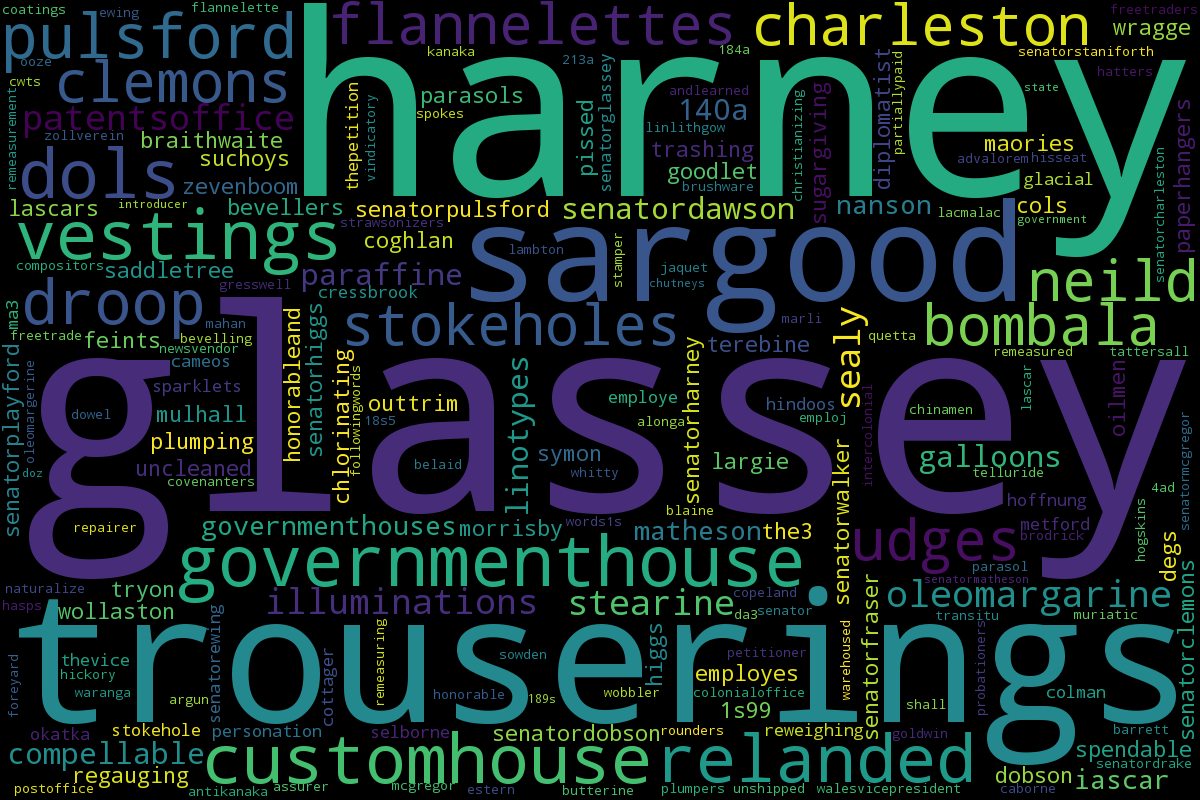 coatings ewing flannelette flannelettes charleston freetraders
pulsford harney wragge
ooze kanaka 184a senatorstaniforth
cwts clemons 213a hatters
parasols andlearned state
remeasurement patentsoffice thepetition vindicatory spokes pissed senatorglassey 140a christianizing sugargiving diplomatist partiallypaid paperhangers
zollverein braithwaite linlithgow maories
suchoys trashing advalorem hisseat
dols zevenboom goodlet brushware glacial
lascars introducer bevellers senatorpulsford senatordawson nanson lacmalac cols government senatorcharleston
vestings strawsonizers sargood
coghlan lambton stamper
compositors saddletree paraffine jaquet neild
gresswell cressbrook chutneys
ma3 droop mahan stokeholes marli bombala
freetrade feints bevelling honorableand senatorhiggs terebine sealy quetta tattersall
newsvendor remeasured
senatorplayford oleomargerine cameos glassey chlorinating followingwords linotypes senatorharney intercolonial lascar oilmen
sparklets employe hindoos
dowel mulhall outtrim chinamen
18s5 alonga emploj senatormcgregor
plumping symon galloons
doz uncleaned belaid whitty largie telluride
covenanters 4ad
hoffnung hogskins
repairer governmenthouses morrisby words1s blaine matheson the3 senatorwalker udges metford degs
brodrick
governmenthouse parasol
naturalize tryon senatormatheson senatorclemons
hasps wollaston illuminations stearine copeland senator senatorfraser oleomargarine
da3 transitu muriatic
trouserings
foreyard thevice senatorewing cottager remeasuring sowden higgs petitioner warehoused probationers
hickory employes
waranga argun honorable 189s wobbler colonialoffice colman
1s99 shall
okatka stokehole personation selborne senatordobson rounders reweighing goldwin barrett
compellable customhouse relanded spendable
senatordrake
regauging dobson iascar
postoffice antikanaka assurer mcgregor estern butterine plumpers unshipped walesvicepresident caborne